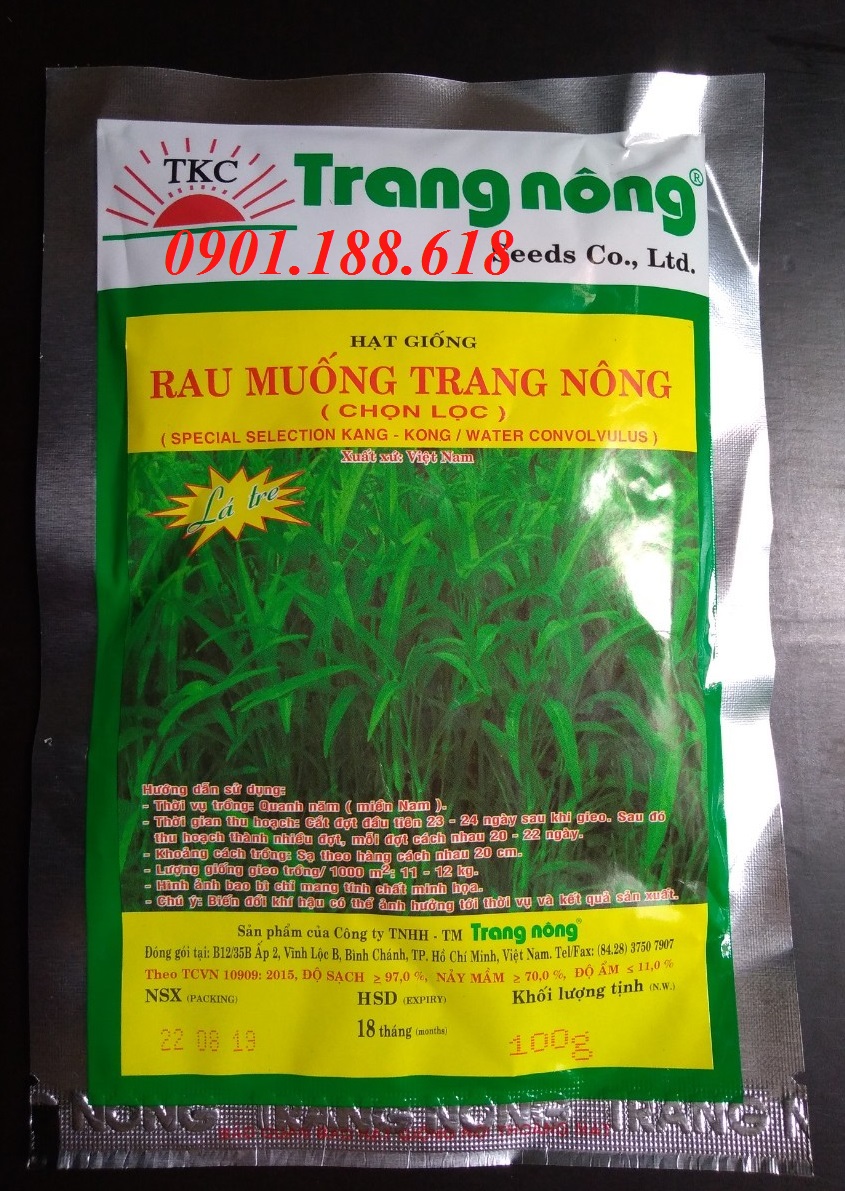 TKC
Trang nông®
0901.188.618
Seeds Co., Ltd.
HẠT GIỐNG
RAU MUỐNG TRANG NÔNG
( CHỌN LỌC )
( SPECIAL SELECTION KANG - KONG / WATER CONVOLVULUS )
Xuất xứ: Việt Nam
Lá tre
Hướng dẫn sử dụng:
- Thời vụ trồng: Quanh năm ( miền Nam ).
- Thời gian thu hoạch: Cắt đợt đầu tiên 23 - 24 ngày sau khi gieo. Sau đó
thu hoạch thành nhiều đợt, mỗi đợt cách nhau 20 - 22 ngày.
- Khoảng cách trồng: Sạ theo hàng cách nhau 20 cm.
- Lượng giống gieo trồng/ 1000 m²: 11 - 12 kg.
- Hình ảnh bao bì chỉ mang tính chất minh họa.
- Chú ý: Biến đổi khí hậu có thể ảnh hưởng tới thời vụ và kết quả sản xuất.
Sản phẩm của Công ty TNHH - TM Trang nông®
Đóng gói tại: B12/35B Ấp 2, Vĩnh Lộc B, Bình Chánh, TP. Hồ Chí Minh, Việt Nam. Tel/Fax: (84.28) 3750 7907
Theo TCVN 10909: 2015, ĐỘ SẠCH ≥ 97,0 %, NẢY MẦM ≥ 70,0 %, ĐỘ ẨM ≤ 11,0 %
NSX (PACKING) HSD (EXPIRY) Khối lượng tịnh (N.W.)
22 08 19 18 tháng (months) 100g
NÔNG TRANG NÔNG TRANG N